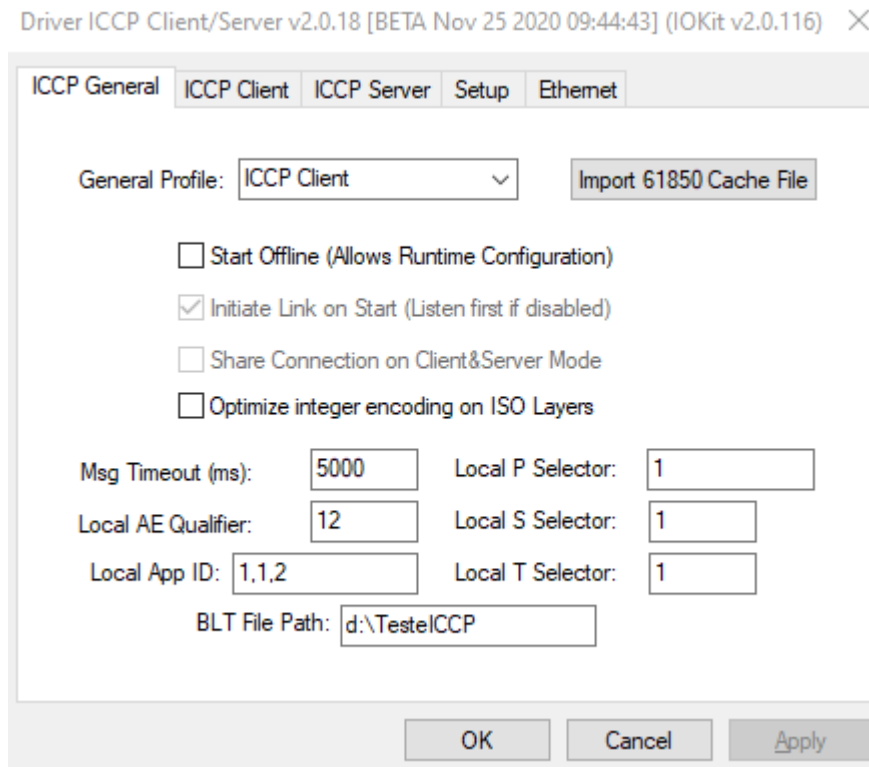 Driver ICCP Client/Server v2.0.18 [BETA Nov 25 2020 09:44:43] (IOKit v2.0.116)
ICCP General ICCP Client ICCP Server Setup Ethernet
General Profile: ICCP Client Import 61850 Cache File
Start Offline (Allows Runtime Configuration)
Initiate Link on Start (Listen first if disabled)
Share Connection on Client&Server Mode
Optimize integer encoding on ISO Layers
Msg Timeout (ms): 5000 Local P Selector: 1
Local AE Qualifier: 12 Local S Selector: 1
Local App ID: 1,1,2 Local T Selector: 1
BLT File Path: d:\TesteICCP
OK Cancel Apply